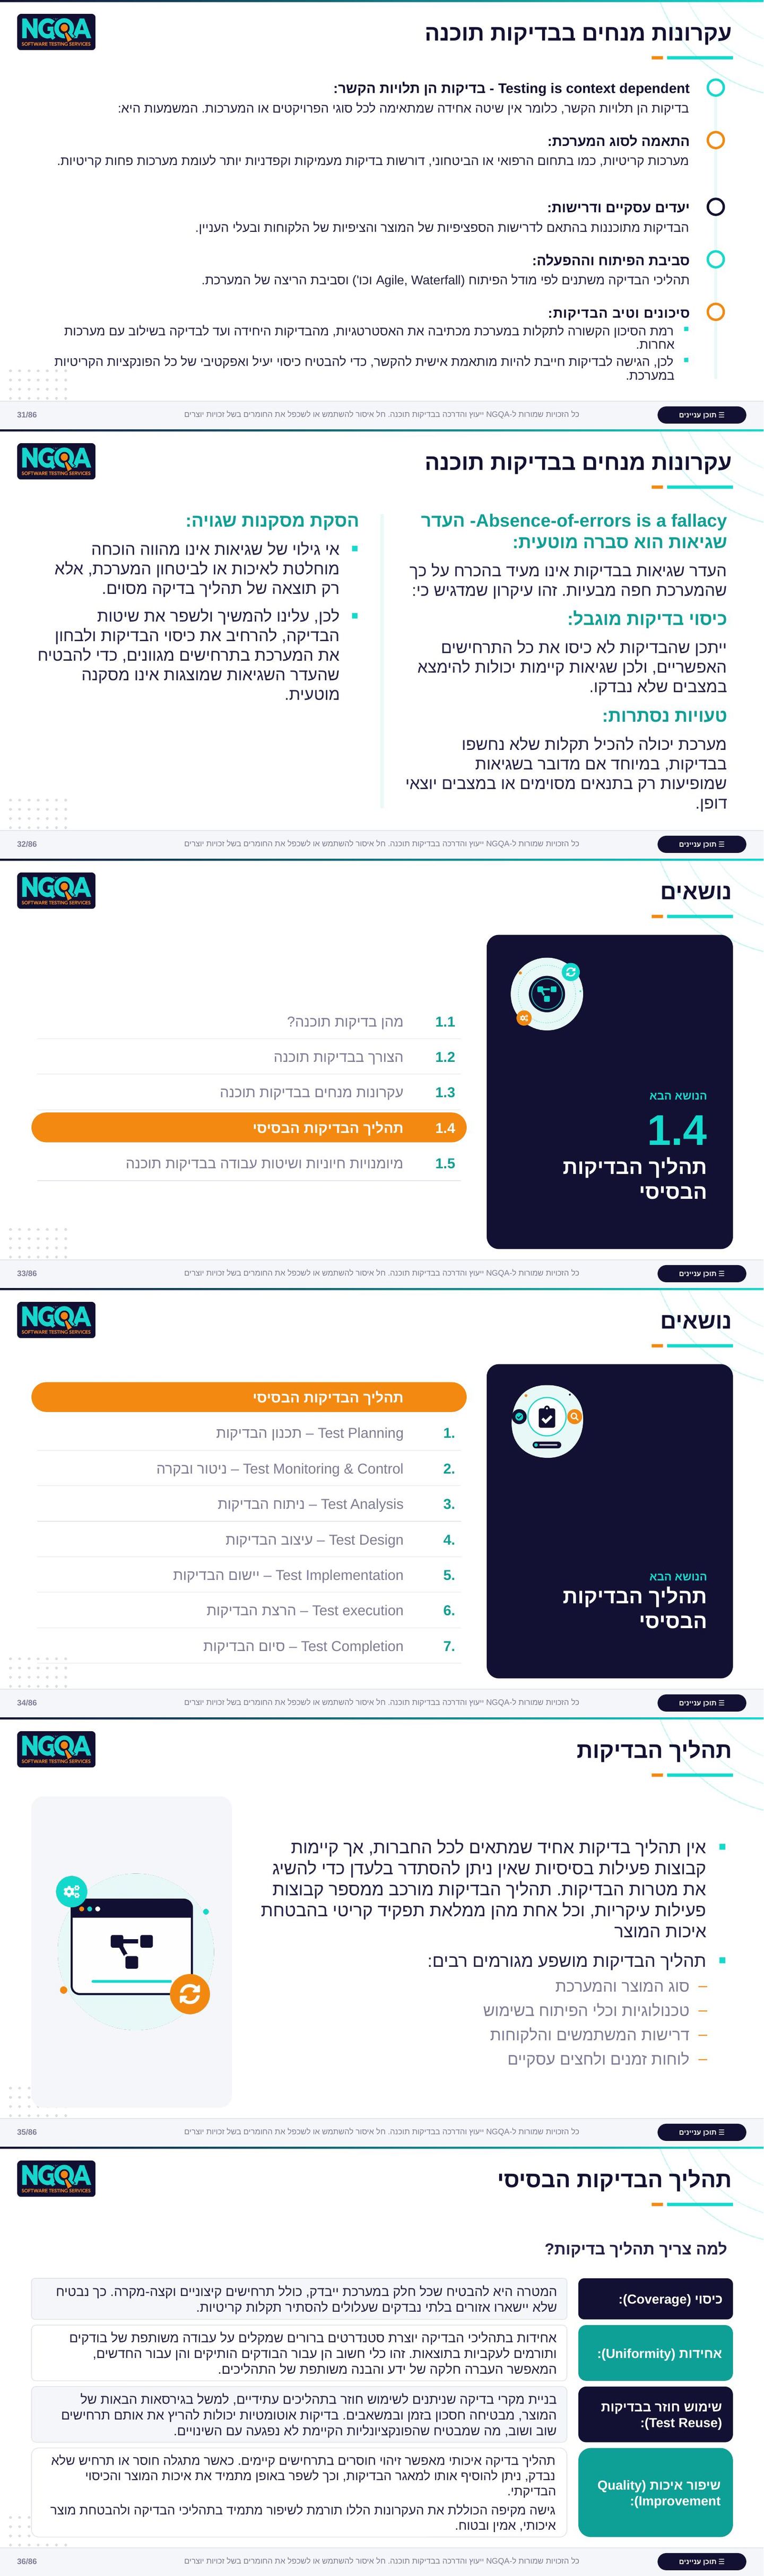 עקרונות מנחים בבדיקות תוכנה
NGQA
SOFTWARE TESTING SERVICES
Testing is context dependent - בדיקות הן תלויות הקשר:
בדיקות הן תלויות הקשר, כלומר אין שיטה אחידה שמתאימה לכל סוגי הפרויקטים או המערכות. המשמעות היא:
התאמה לסוג המערכת:
מערכות קריטיות, כמו בתחום הרפואי או הביטחוני, דורשות בדיקות מעמיקות וקפדניות יותר לעומת מערכות פחות קריטיות.
יעדים עסקיים ודרישות:
הבדיקות מתוכננות בהתאם לדרישות הספציפיות של המוצר והציפיות של הלקוחות ובעלי העניין.
סביבת הפיתוח וההפעלה:
תהליכי הבדיקה משתנים לפי מודל הפיתוח (Agile, Waterfall וכו') וסביבת הריצה של המערכת.
סיכונים וטיב הבדיקות:
רמת הסיכון הקשורה לתקלות במערכת מכתיבה את האסטרטגיות, מהבדיקות היחידה ועד לבדיקה בשילוב עם מערכות
אחרות.
לכן, הגישה לבדיקות חייבת להיות מותאמת אישית להקשר, כדי להבטיח כיסוי יעיל ואפקטיבי של כל הפונקציות הקריטיות
במערכת.
☰ תוכן עניינים
כל הזכויות שמורות ל-NGQA ייעוץ והדרכה בבדיקות תוכנה. חל איסור להשתמש או לשכפל את החומרים בשל זכויות יוצרים
31/86
עקרונות מנחים בבדיקות תוכנה
NGQA
SOFTWARE TESTING SERVICES
Absence-of-errors is a fallacy- העדר
שגיאות הוא סברה מוטעית:
העדר שגיאות בבדיקות אינו מעיד בהכרח על כך
שהמערכת חפה מבעיות. זהו עיקרון שמדגיש כי:
כיסוי בדיקות מוגבל:
ייתכן שהבדיקות לא כיסו את כל התרחישים
האפשריים, ולכן שגיאות קיימות יכולות להימצא
במצבים שלא נבדקו.
טעויות נסתרות:
מערכת יכולה להכיל תקלות שלא נחשפו
בבדיקות, במיוחד אם מדובר בשגיאות
שמופיעות רק בתנאים מסוימים או במצבים יוצאי
דופן.
הסקת מסקנות שגויה:
אי גילוי של שגיאות אינו מהווה הוכחה
מוחלטת לאיכות או לביטחון המערכת, אלא
רק תוצאה של תהליך בדיקה מסוים.
לכן, עלינו להמשיך ולשפר את שיטות
הבדיקה, להרחיב את כיסוי הבדיקות ולבחון
את המערכת בתרחישים מגוונים, כדי להבטיח
שהעדר השגיאות שמוצגות אינו מסקנה
מוטעית.
☰ תוכן עניינים
כל הזכויות שמורות ל-NGQA ייעוץ והדרכה בבדיקות תוכנה. חל איסור להשתמש או לשכפל את החומרים בשל זכויות יוצרים
32/86
נושאים
NGQA
SOFTWARE TESTING SERVICES
הנושא הבא
1.4
תהליך הבדיקות
הבסיסי
1.1 מהן בדיקות תוכנה?
1.2 הצורך בבדיקות תוכנה
1.3 עקרונות מנחים בבדיקות תוכנה
1.4 תהליך הבדיקות הבסיסי
1.5 מיומנויות חיוניות ושיטות עבודה בבדיקות תוכנה
☰ תוכן עניינים
כל הזכויות שמורות ל-NGQA ייעוץ והדרכה בבדיקות תוכנה. חל איסור להשתמש או לשכפל את החומרים בשל זכויות יוצרים
33/86
נושאים
NGQA
SOFTWARE TESTING SERVICES
הנושא הבא
תהליך הבדיקות
הבסיסי
תהליך הבדיקות הבסיסי
1. Test Planning – תכנון הבדיקות
2. Test Monitoring & Control – ניטור ובקרה
3. Test Analysis – ניתוח הבדיקות
4. Test Design – עיצוב הבדיקות
5. Test Implementation – יישום הבדיקות
6. Test execution – הרצת הבדיקות
7. Test Completion – סיום הבדיקות
☰ תוכן עניינים
כל הזכויות שמורות ל-NGQA ייעוץ והדרכה בבדיקות תוכנה. חל איסור להשתמש או לשכפל את החומרים בשל זכויות יוצרים
34/86
תהליך הבדיקות
NGQA
SOFTWARE TESTING SERVICES
אין תהליך בדיקות אחיד שמתאים לכל החברות, אך קיימות
קבוצות פעילות בסיסיות שאין ניתן להסתדר בלעדן כדי להשיג
את מטרות הבדיקות. תהליך הבדיקות מורכב ממספר קבוצות
פעילות עיקריות, וכל אחת מהן ממלאת תפקיד קריטי בהבטחת
איכות המוצר
תהליך הבדיקות מושפע מגורמים רבים:
– סוג המוצר והמערכת
– טכנולוגיות וכלי הפיתוח בשימוש
– דרישות המשתמשים והלקוחות
– לוחות זמנים ולחצים עסקיים
☰ תוכן עניינים
כל הזכויות שמורות ל-NGQA ייעוץ והדרכה בבדיקות תוכנה. חל איסור להשתמש או לשכפל את החומרים בשל זכויות יוצרים
35/86
תהליך הבדיקות הבסיסי
NGQA
SOFTWARE TESTING SERVICES
למה צריך תהליך בדיקות?
כיסוי (Coverage):
המטרה היא להבטיח שכל חלק במערכת ייבדק, כולל תרחישים קיצוניים וקצה-מקרה. כך נבטיח
שלא יישארו אזורים בלתי נבדקים שעלולים להסתיר תקלות קריטיות.
אחידות (Uniformity):
אחידות בתהליכי הבדיקה יוצרת סטנדרטים ברורים שמקלים על עבודה משותפת של בודקים
ותורמים לעקביות בתוצאות. זהו כלי חשוב הן עבור הבודקים הותיקים והן עבור החדשים,
המאפשר העברה חלקה של ידע והבנה משותפת של התהליכים.
שימוש חוזר בבדיקות
(Test Reuse):
בניית מקרי בדיקה שניתנים לשימוש חוזר בתהליכים עתידיים, למשל בגירסאות הבאות של
המוצר, מבטיחה חסכון בזמן ובמשאבים. בדיקות אוטומטיות יכולות להריץ את אותם תרחישים
שוב ושוב, מה שמבטיח שהפונקציונליות הקיימת לא נפגעה עם השינויים.
שיפור איכות (Quality
Improvement):
תהליך בדיקה איכותי מאפשר זיהוי חוסרים בתרחישים קיימים. כאשר מתגלה חוסר או תרחיש שלא
נבדק, ניתן להוסיף אותו למאגר הבדיקות, וכך לשפר באופן מתמיד את איכות המוצר והכיסוי
הבדיקתי.
גישה מקיפה הכוללת את העקרונות הללו תורמת לשיפור מתמיד בתהליכי הבדיקה ולהבטחת מוצר
איכותי, אמין ובטוח.
☰ תוכן עניינים
כל הזכויות שמורות ל-NGQA ייעוץ והדרכה בבדיקות תוכנה. חל איסור להשתמש או לשכפל את החומרים בשל זכויות יוצרים
36/86